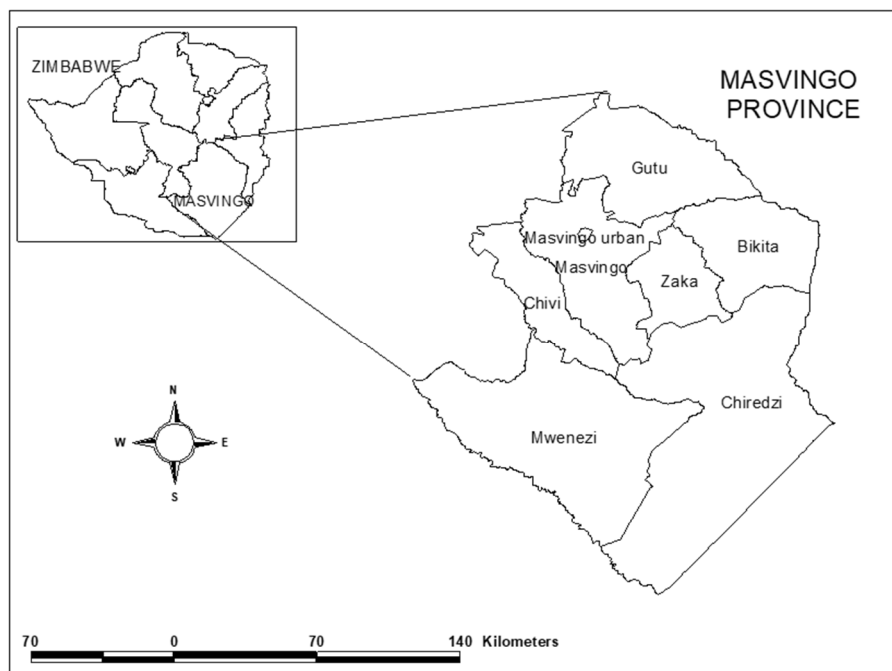 ZIMBABWE
MASVINGO
MASVINGO
PROVINCE
Gutu
Masvingo urban
Masvingo
Bikita
Zaka
Chivi
Chiredzi
Mwenezi
N
W E
S
70 0 70 140 Kilometers